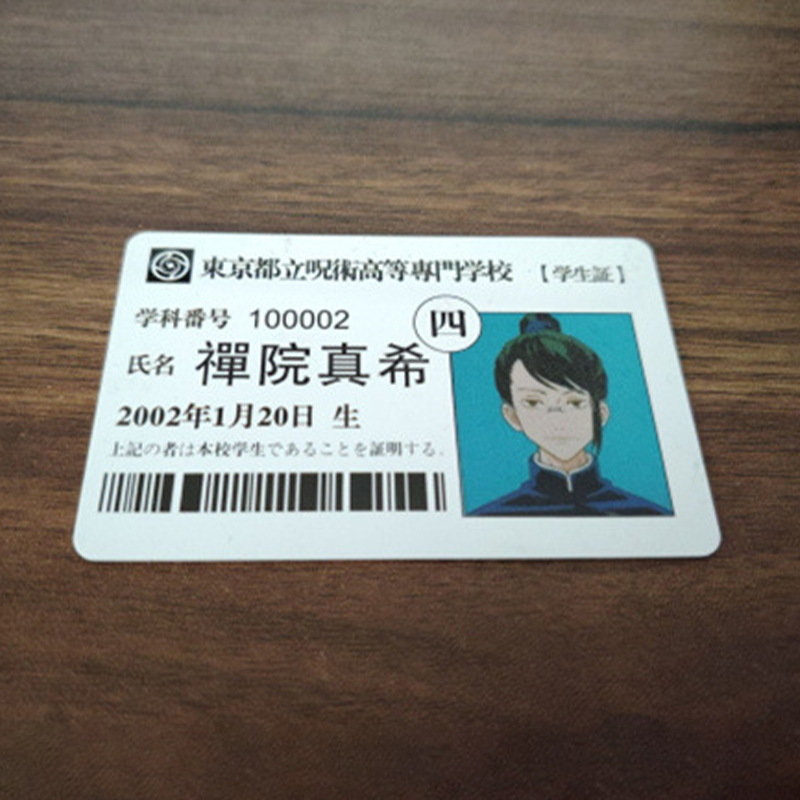 東京都立呪術高等専門学校 【学生証】
学科番号 100002
四
氏名 禪院真希
2002年1月20日 生
上記の者は本校学生であることを証明する。